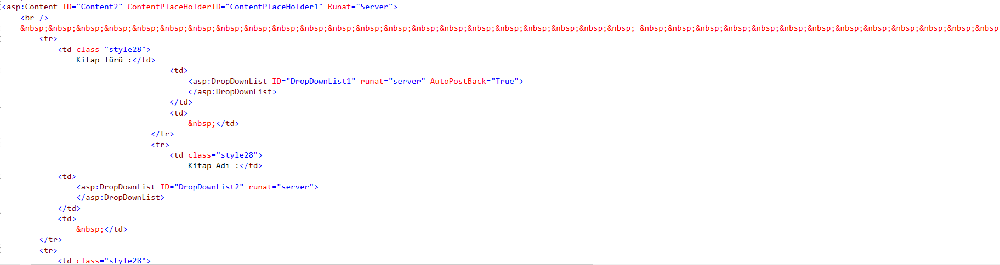 <asp:Content ID="Content2" ContentPlaceHolderID="ContentPlaceHolder1" Runat="Server">
<br />
&nbsp;&nbsp;&nbsp;&nbsp;&nbsp;&nbsp;&nbsp;&nbsp;&nbsp;&nbsp;&nbsp;&nbsp;&nbsp;&nbsp;&nbsp;&nbsp;&nbsp;&nbsp;&nbsp;&nbsp;&nbsp;&nbsp; &nbsp;&nbsp;&nbsp;&nbsp;&nbsp;&nbsp;&nbsp;&nbsp;&nbsp;&nbsp;&nbsp;&nbsp;&nbsp;
<tr>
<td class="style28">
Kitap Türü :</td>
<td>
<asp:DropDownList ID="DropDownList1" runat="server" AutoPostBack="True">
</asp:DropDownList>
</td>
<td>
&nbsp;</td>
</tr>
<tr>
<td class="style28">
Kitap Adı :</td>
<td>
<asp:DropDownList ID="DropDownList2" runat="server">
</asp:DropDownList>
</td>
<td>
&nbsp;</td>
</tr>
<tr>
<td class="style28">